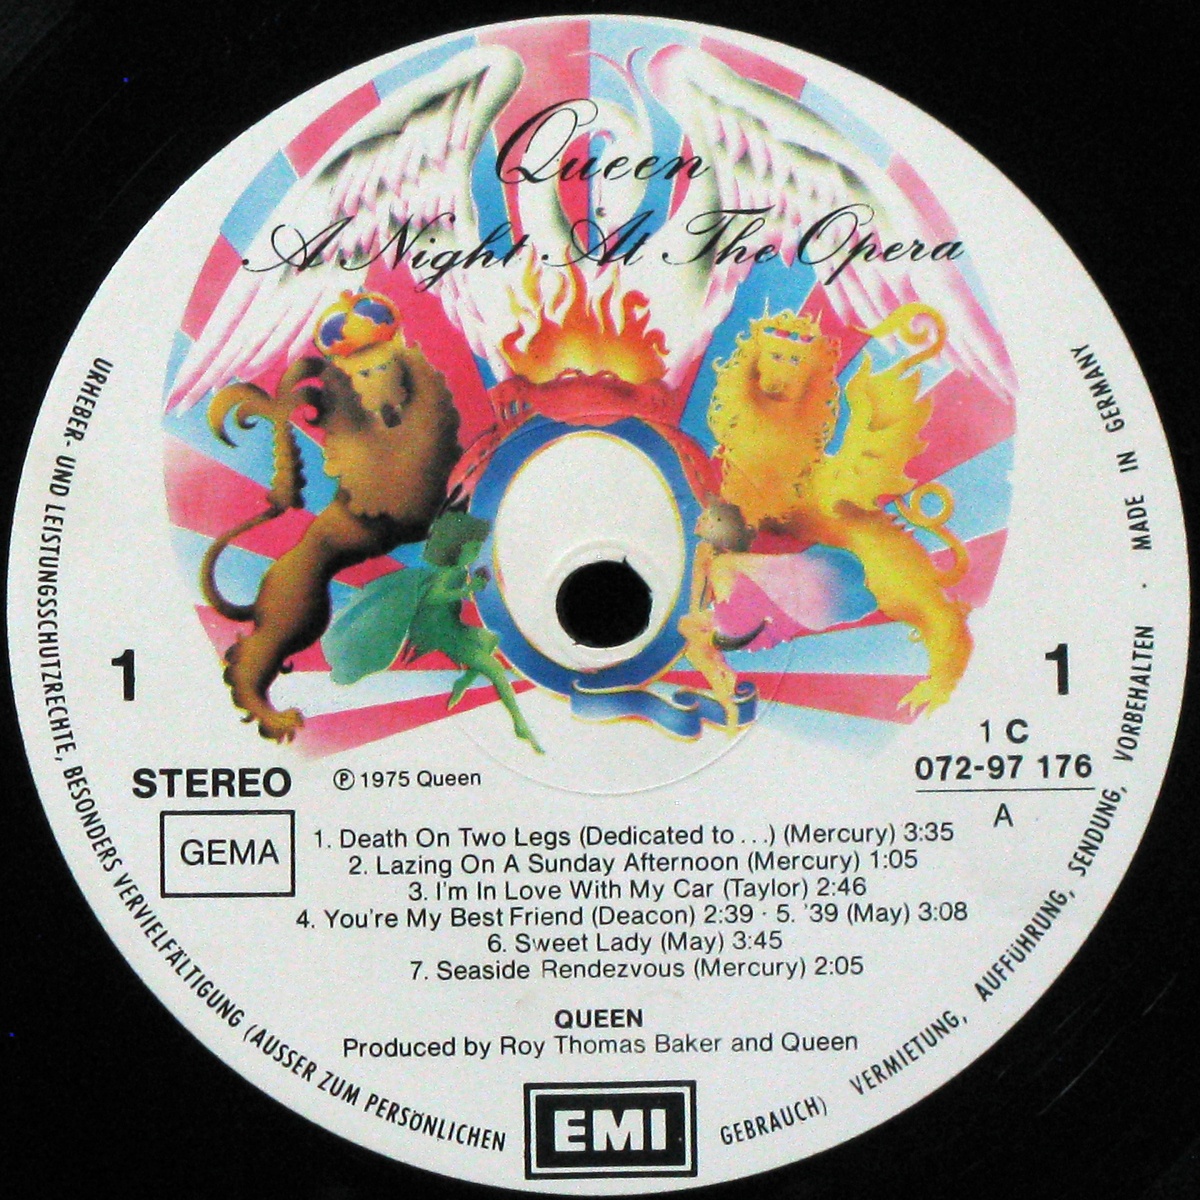 Queen
A Night At The Opera
1
1
STEREO
℗ 1975 Queen
1 C
072-97 176
A
GEMA
1. Death On Two Legs (Dedicated to ...) (Mercury) 3:35
2. Lazing On A Sunday Afternoon (Mercury) 1:05
3. I'm In Love With My Car (Taylor) 2:46
4. You're My Best Friend (Deacon) 2:39 · 5. '39 (May) 3:08
6. Sweet Lady (May) 3:45
7. Seaside Rendezvous (Mercury) 2:05
QUEEN
Produced by Roy Thomas Baker and Queen
EMI
URHEBER- UND LEISTUNGSSCHUTZRECHTE, BESONDERS VERVIELFÄLTIGUNG (AUSSER ZUM PERSÖNLICHEN GEBRAUCH) VERMIETUNG, AUFFÜHRUNG, SENDUNG, VORBEHALTEN · MADE IN GERMANY